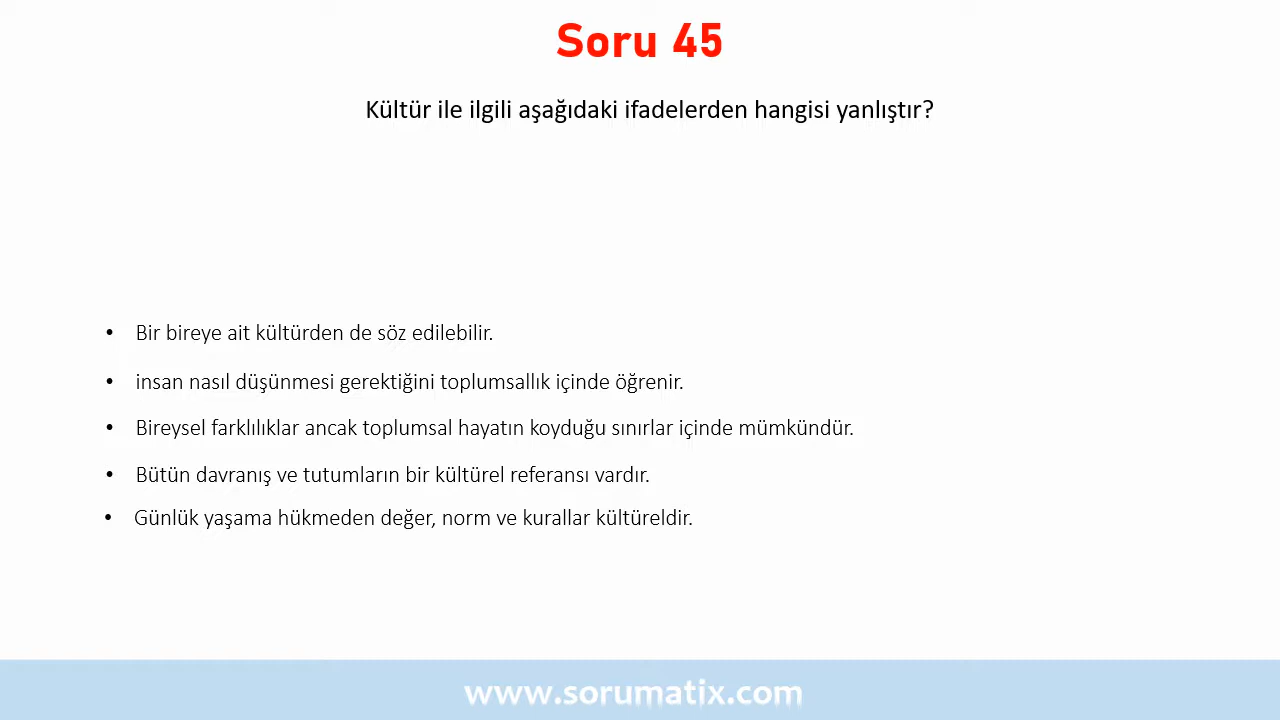 Soru 45
Kültür ile ilgili aşağıdaki ifadelerden hangisi yanlıştır?
• Bir bireye ait kültürden de söz edilebilir.
• insan nasıl düşünmesi gerektiğini toplumsallık içinde öğrenir.
• Bireysel farklılıklar ancak toplumsal hayatın koyduğu sınırlar içinde mümkündür.
• Bütün davranış ve tutumların bir kültürel referansı vardır.
• Günlük yaşama hükmeden değer, norm ve kurallar kültüreldir.
www.sorumatix.com